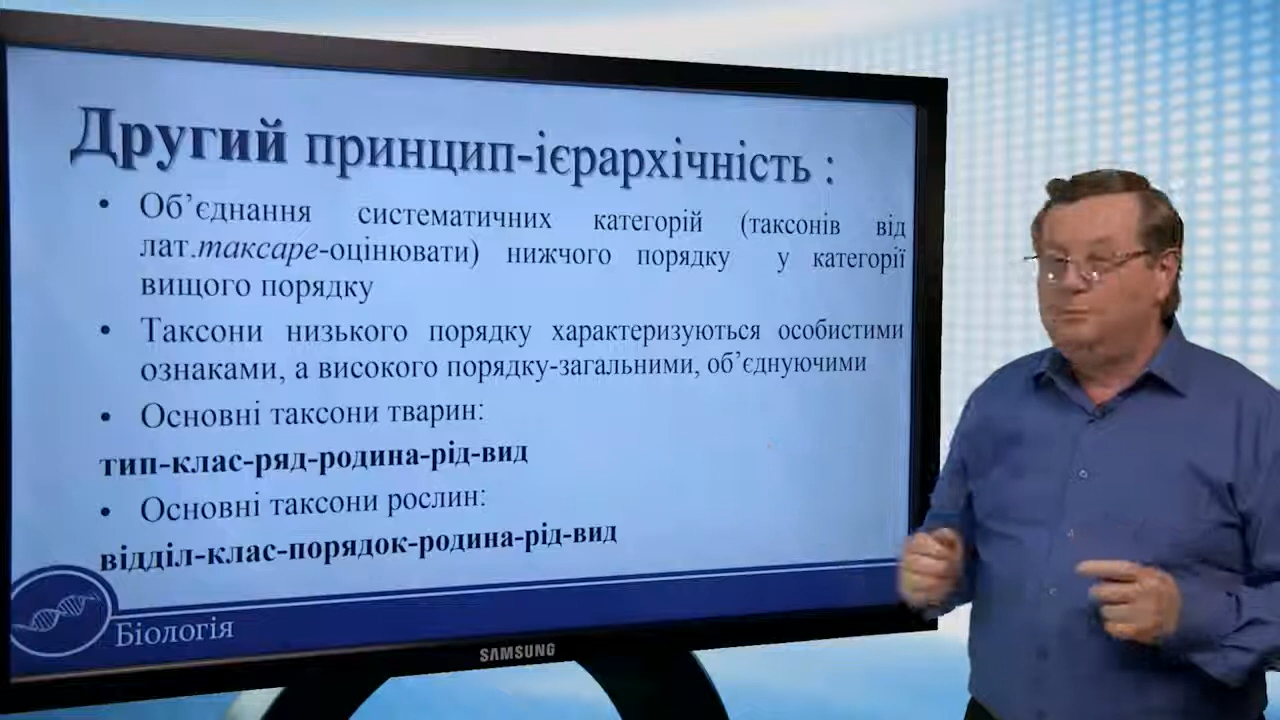 Другий принцип-ієрархічність :
• Об’єднання систематичних категорій (таксонів від
лат.таксаре-оцінювати) нижчого порядку у категорії
вищого порядку
• Таксони низького порядку характеризуються особистими
ознаками, а високого порядку-загальними, об’єднуючими
• Основні таксони тварин:
тип-клас-ряд-родина-рід-вид
• Основні таксони рослин:
відділ-клас-порядок-родина-рід-вид
Біологія
SAMSUNG